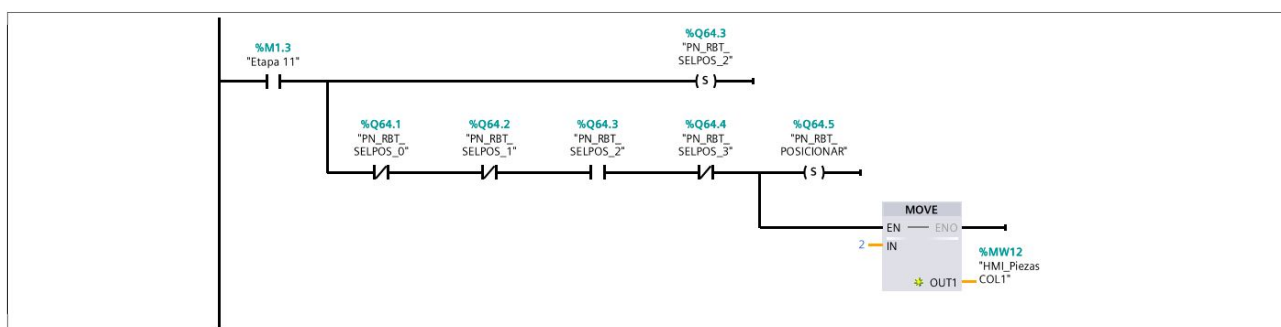 %M1.3
"Etapa 11"
%Q64.3
"PN_RBT_
SELPOS_2"
S
%Q64.1
"PN_RBT_
SELPOS_0"
%Q64.2
"PN_RBT_
SELPOS_1"
%Q64.3
"PN_RBT_
SELPOS_2"
%Q64.4
"PN_RBT_
SELPOS_3"
%Q64.5
"PN_RBT_
POSICIONAR"
S
MOVE
EN ENO
2 IN
%MW12
"HMI_Piezas
OUT1 COL1"